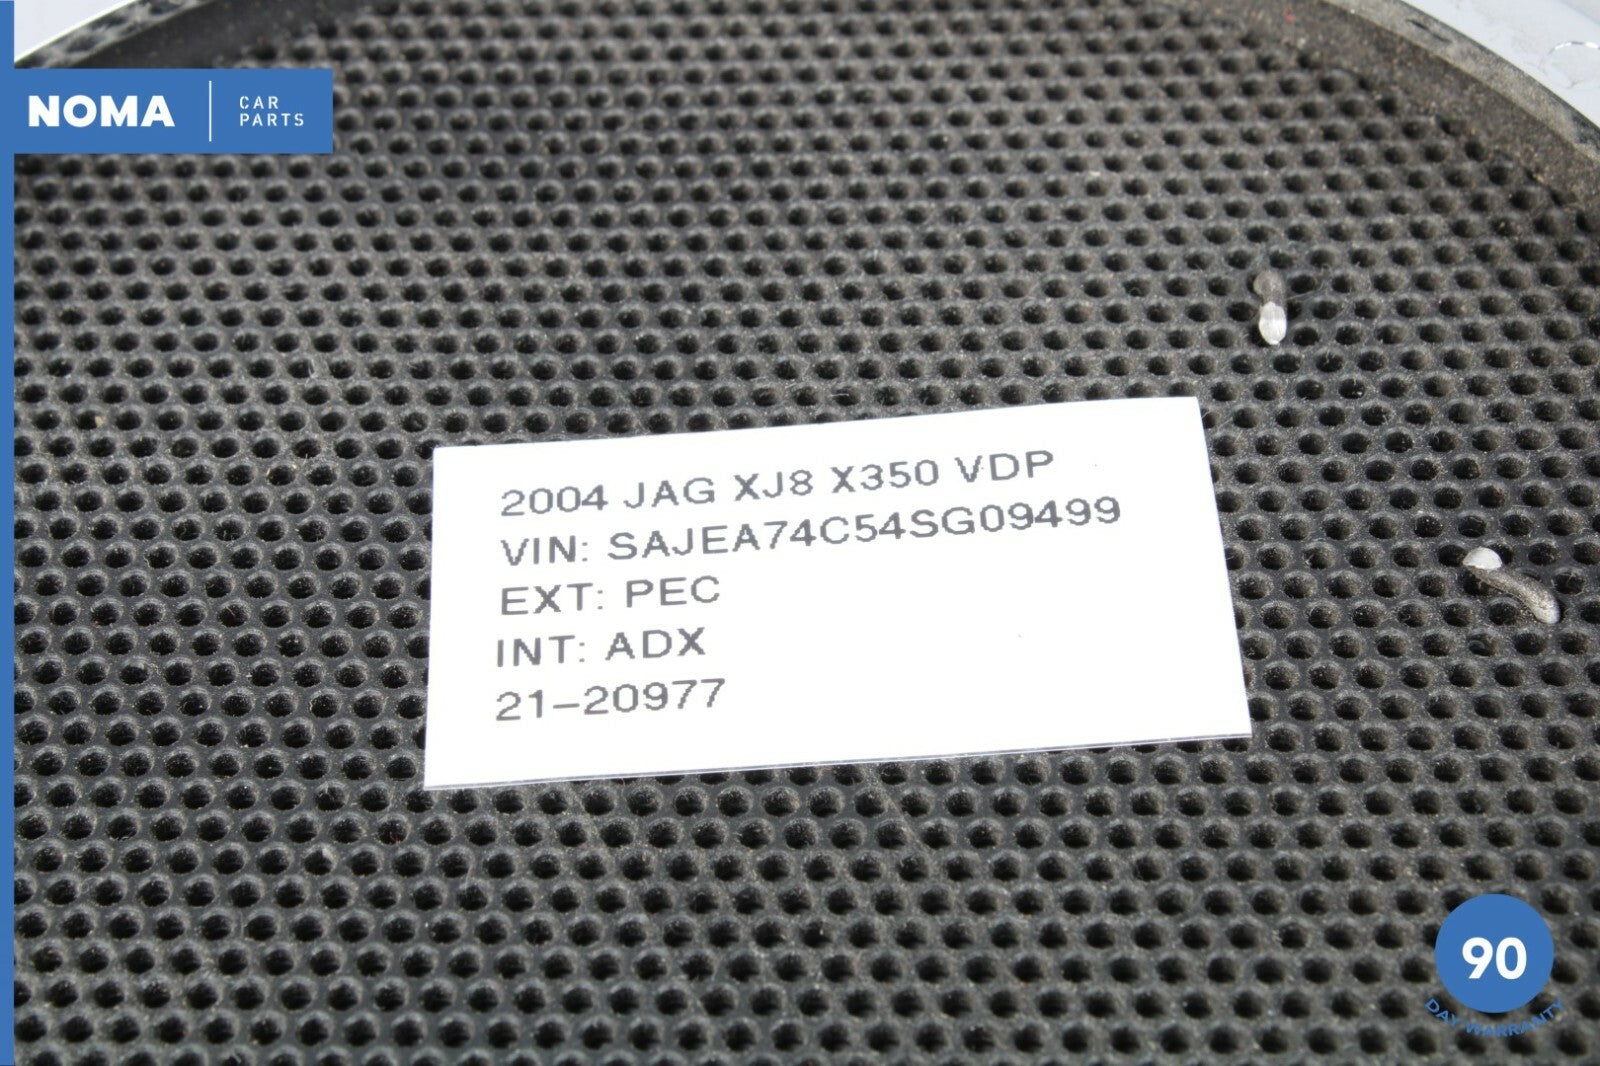 NOMA
CAR
PARTS
2004 JAG XJ8 X350 VDP
VIN: SAJEA74C54SG09499
EXT: PEC
INT: ADX
21-20977
90
DAY WARRANTY